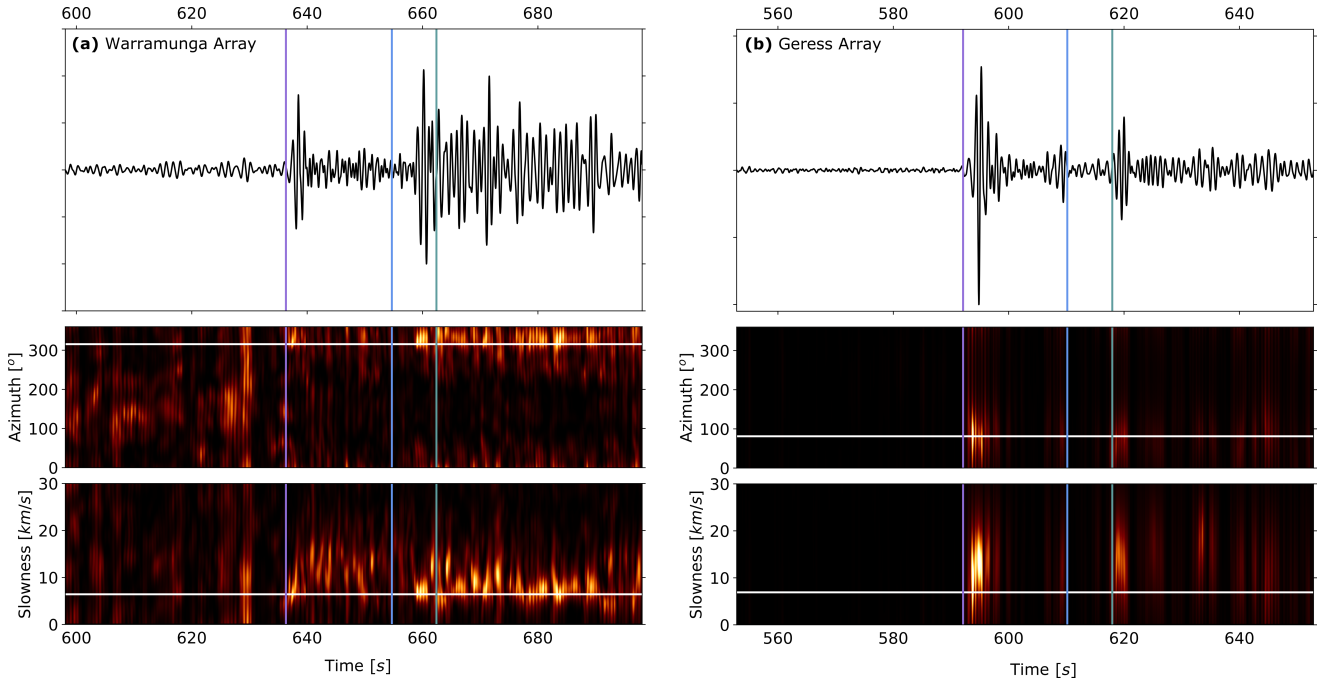 600 620 640 660 680
560 580 600 620 640
(a) Warramunga Array
(b) Geress Array
300
200
100
0
Azimuth [°]
300
200
100
0
Azimuth [°]
30
20
10
0
Slowness [km/s]
30
20
10
0
Slowness [km/s]
600 620 640 660 680
560 580 600 620 640
Time [s]
Time [s]